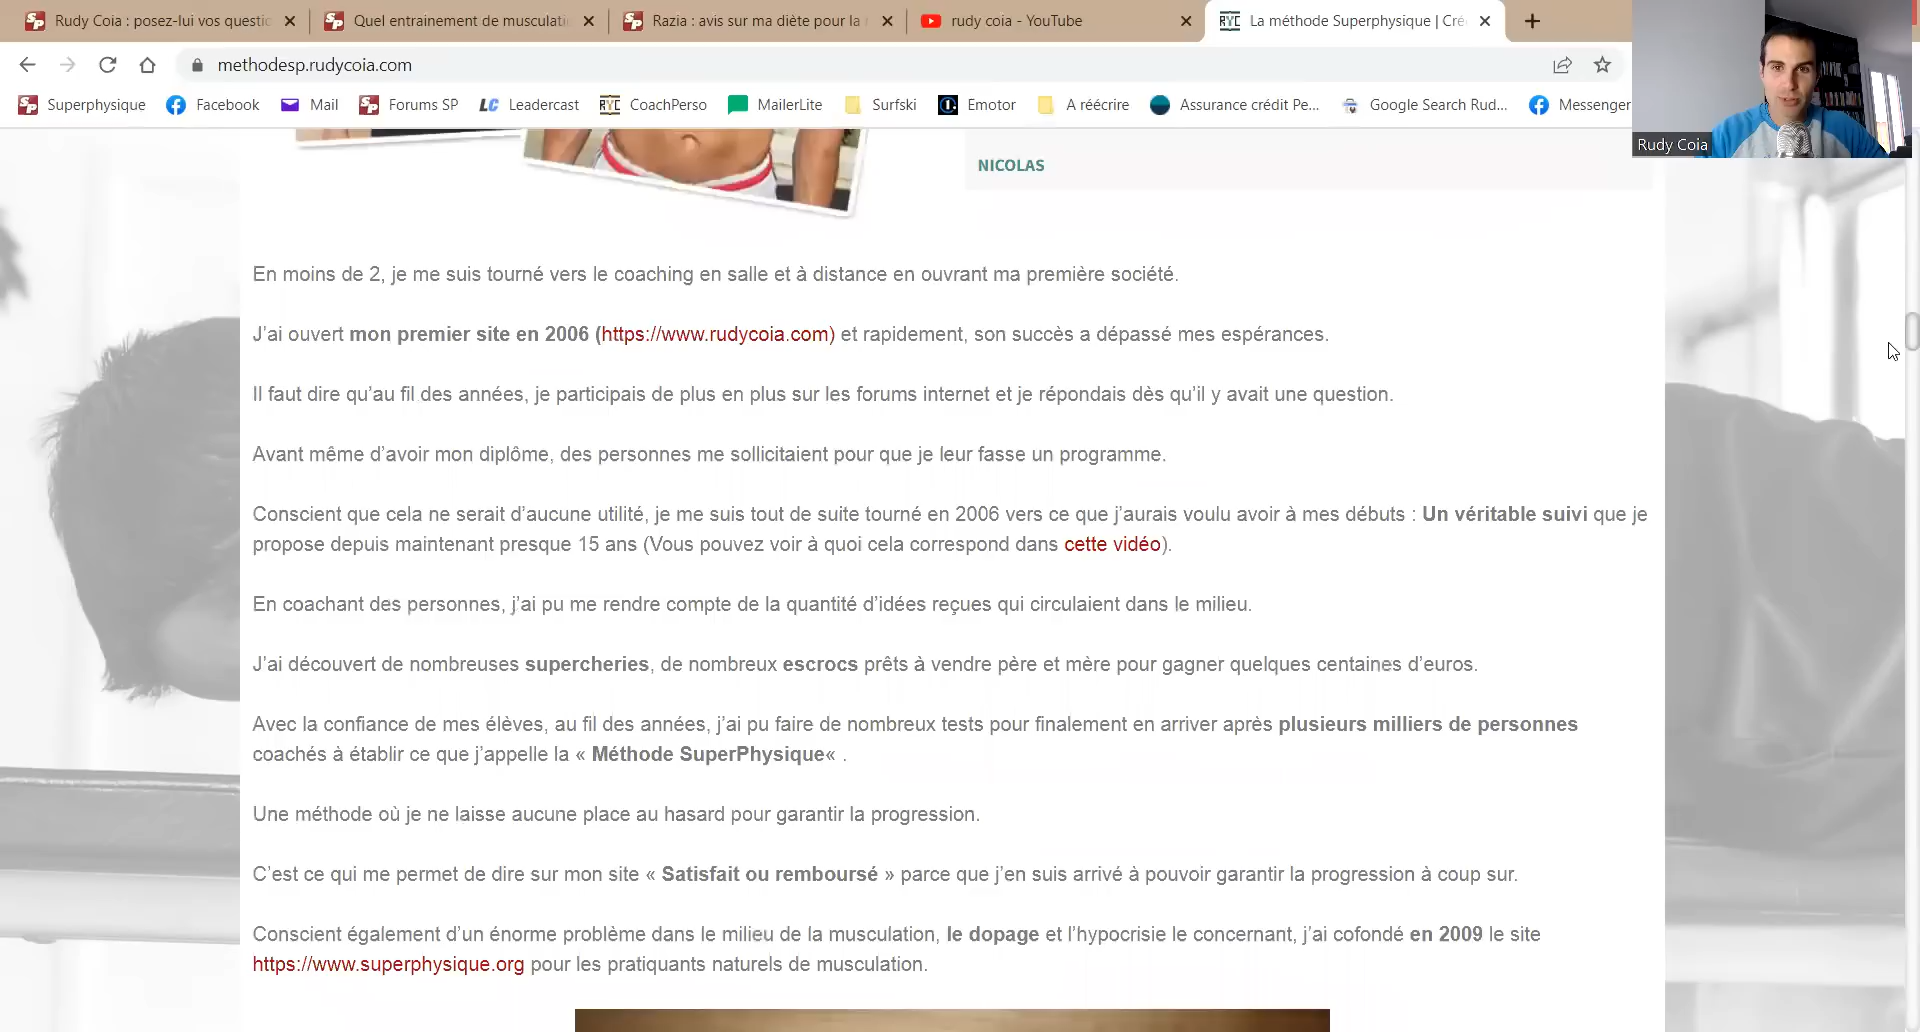 Rudy Coia : posez-lui vos questio
Quel entrainement de musculati
Razia : avis sur ma diète pour la
rudy coia - YouTube
La méthode Superphysique | Cré
methodesp.rudycoia.com
Superphysique
Facebook
Mail
Forums SP
Leadercast
CoachPerso
MailerLite
Surfski
Emotor
A réécrire
Assurance crédit Pe...
Google Search Rud...
Messenger
Rudy Coia
NICOLAS
En moins de 2, je me suis tourné vers le coaching en salle et à distance en ouvrant ma première société.
J'ai ouvert mon premier site en 2006 (https://www.rudycoia.com) et rapidement, son succès a dépassé mes espérances.
Il faut dire qu'au fil des années, je participais de plus en plus sur les forums internet et je répondais dès qu'il y avait une question.
Avant même d'avoir mon diplôme, des personnes me sollicitaient pour que je leur fasse un programme.
Conscient que cela ne serait d'aucune utilité, je me suis tout de suite tourné en 2006 vers ce que j'aurais voulu avoir à mes débuts : Un véritable suivi que je
propose depuis maintenant presque 15 ans (Vous pouvez voir à quoi cela correspond dans cette vidéo).
En coachant des personnes, j'ai pu me rendre compte de la quantité d'idées reçues qui circulaient dans le milieu.
J'ai découvert de nombreuses supercheries, de nombreux escrocs prêts à vendre père et mère pour gagner quelques centaines d'euros.
Avec la confiance de mes élèves, au fil des années, j'ai pu faire de nombreux tests pour finalement en arriver après plusieurs milliers de personnes
coachés à établir ce que j'appelle la « Méthode SuperPhysique« .
Une méthode où je ne laisse aucune place au hasard pour garantir la progression.
C'est ce qui me permet de dire sur mon site « Satisfait ou remboursé » parce que j'en suis arrivé à pouvoir garantir la progression à coup sur.
Conscient également d'un énorme problème dans le milieu de la musculation, le dopage et l'hypocrisie le concernant, j'ai cofondé en 2009 le site
https://www.superphysique.org pour les pratiquants naturels de musculation.